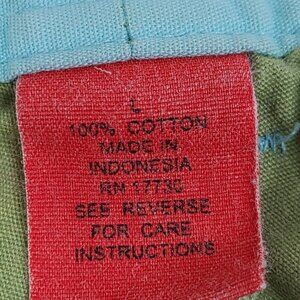 L
100% COTTON
MADE IN
INDONESIA
RN 17730
SEE REVERSE
FOR CARE
INSTRUCTIONS